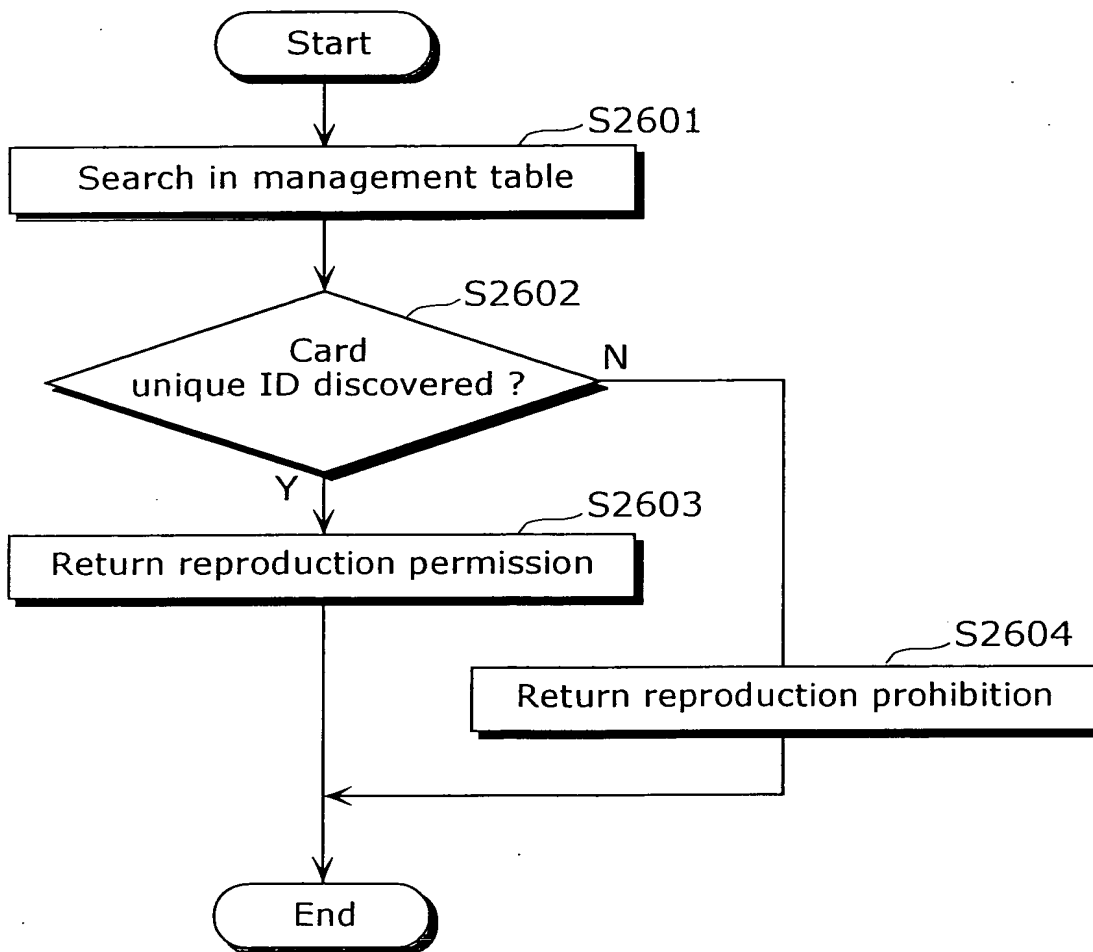 Start
S2601
Search in management table
S2602
Card
unique ID discovered ?
N
Y
S2603
Return reproduction permission
S2604
Return reproduction prohibition
End